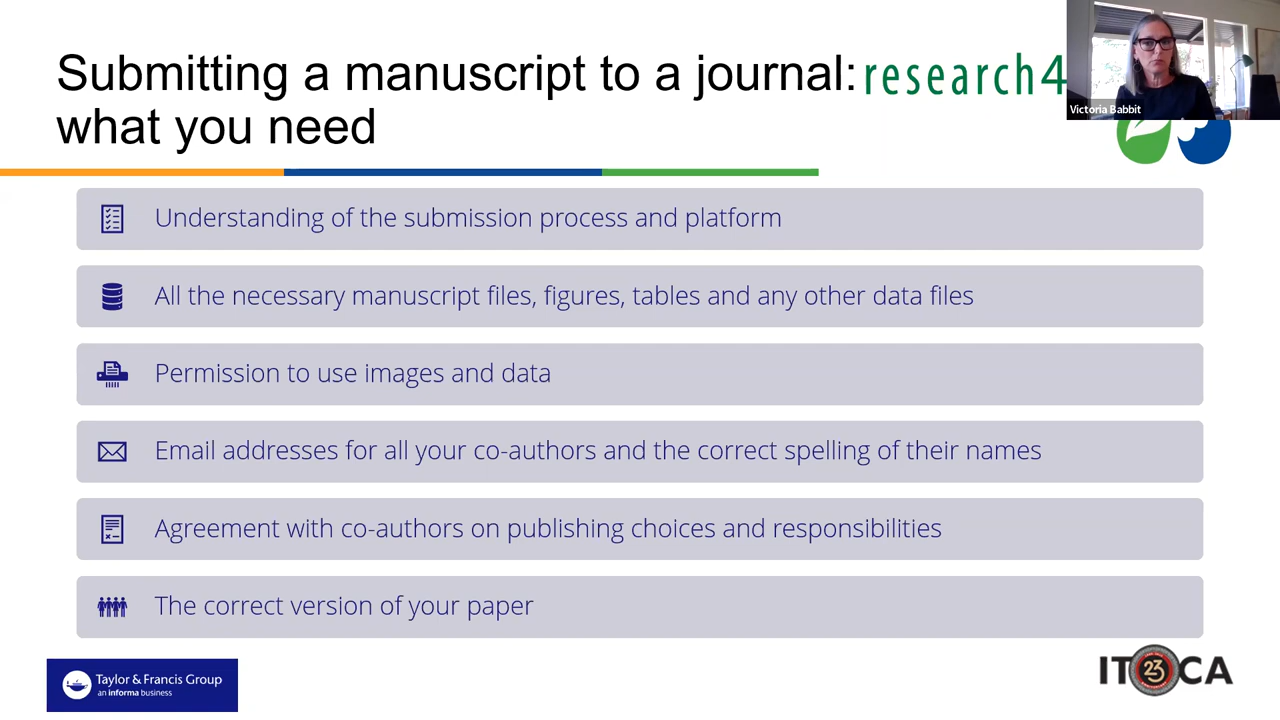 Submitting a manuscript to a journal:
what you need
research4
Victoria Babbit
Understanding of the submission process and platform
All the necessary manuscript files, figures, tables and any other data files
Permission to use images and data
Email addresses for all your co-authors and the correct spelling of their names
Agreement with co-authors on publishing choices and responsibilities
The correct version of your paper
Taylor & Francis Group
an informa business
ITOCA
23